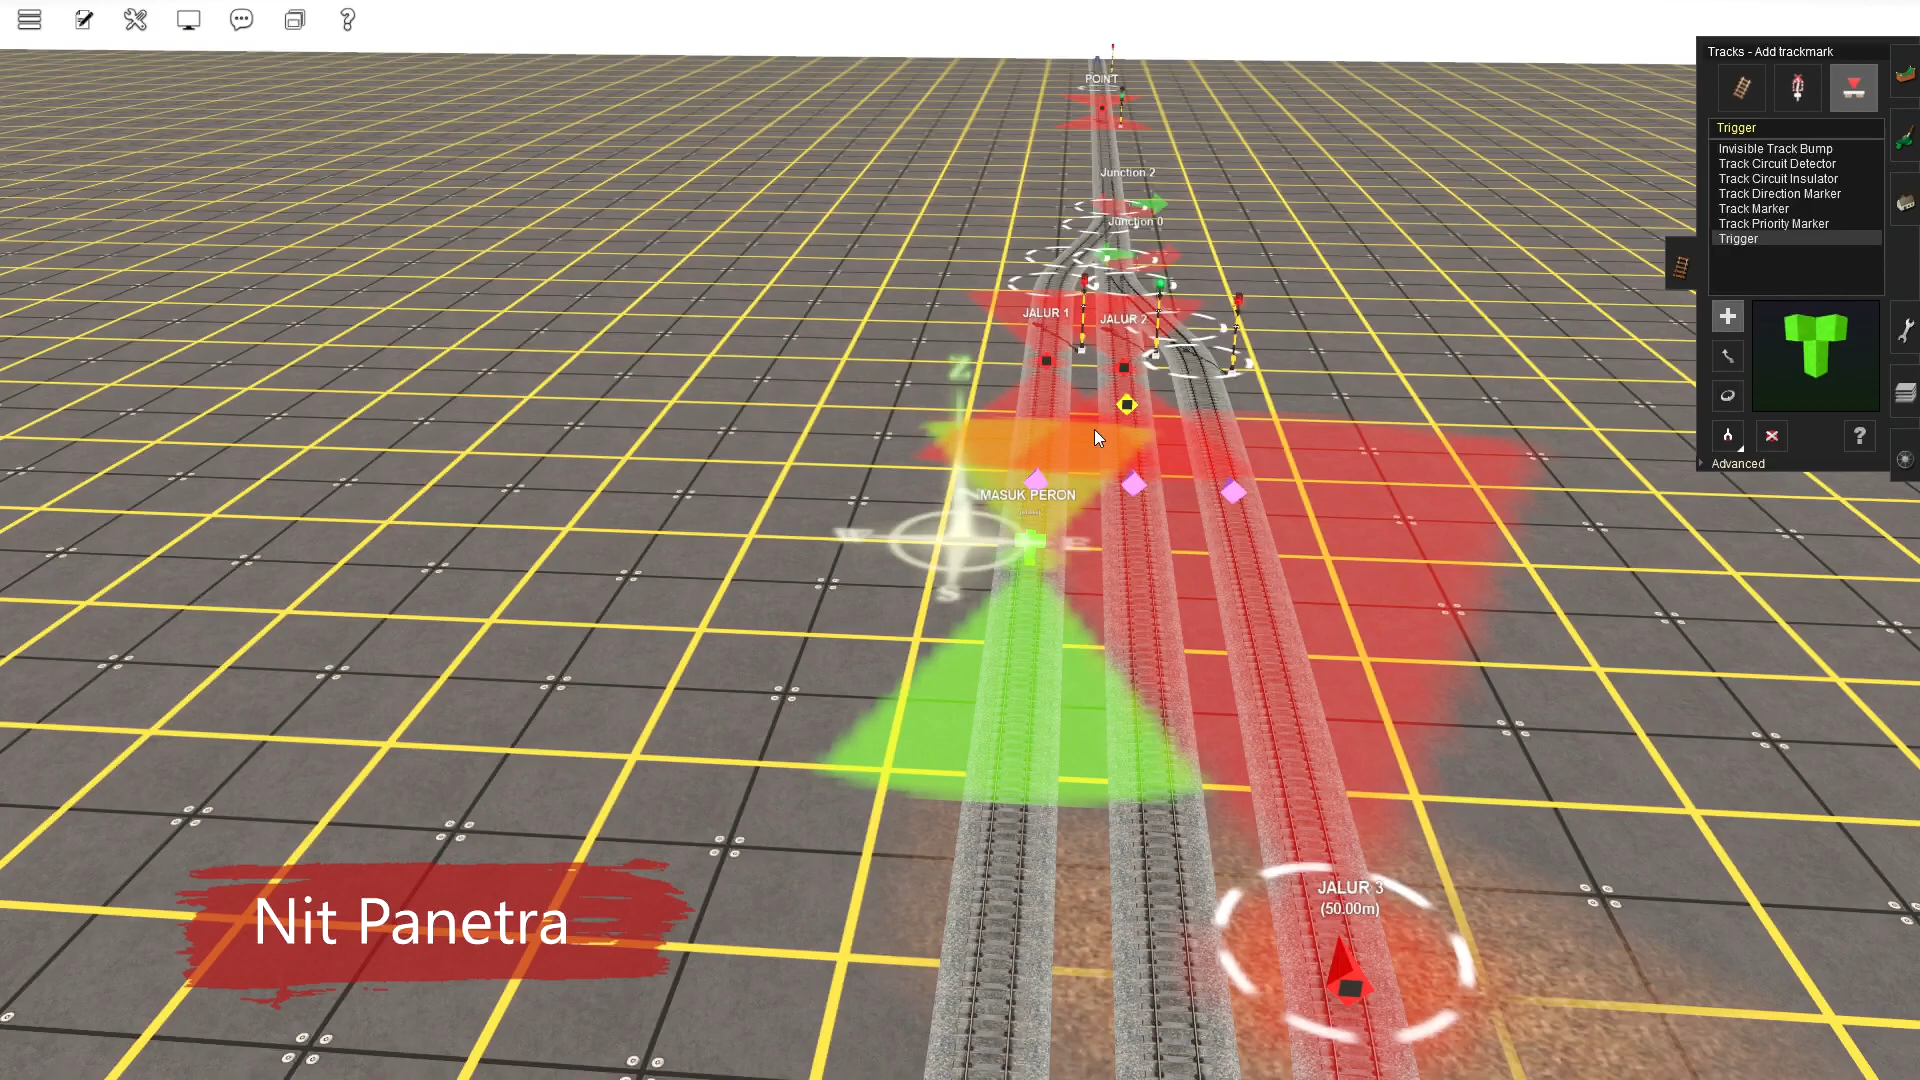 Tracks - Add trackmark
Trigger
Invisible Track Bump
Track Circuit Detector
Track Circuit Insulator
Track Direction Marker
Track Marker
Track Priority Marker
Trigger
?
Advanced
POINT
Junction 2
Junction 0
JALUR 1
JALUR 2
N
MASUK PERON
W
E
S
JALUR 3
(50.00m)
Nit Panetra